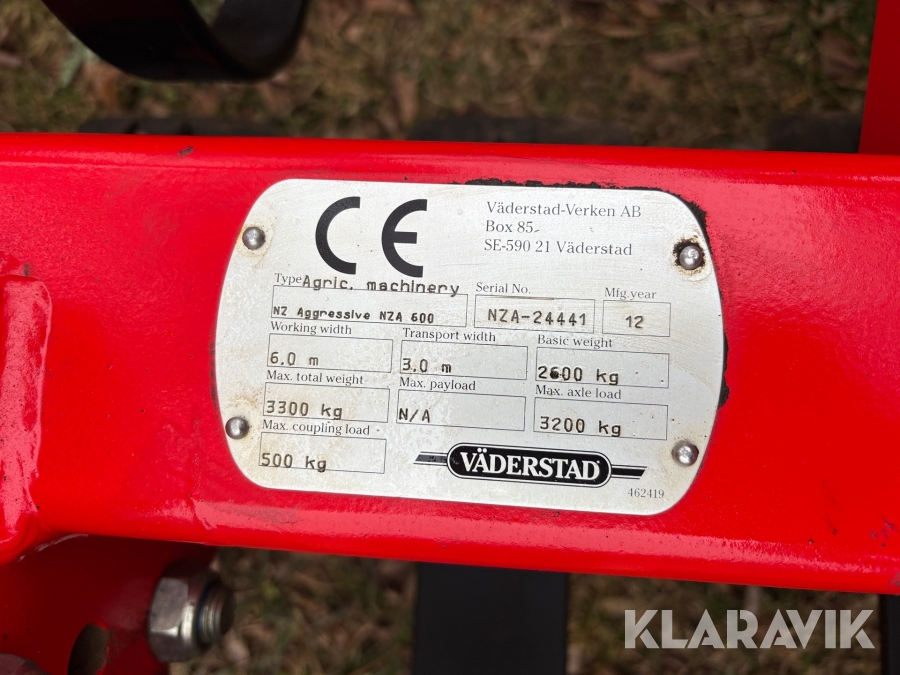 CE
Väderstad-Verken AB
Box 85
SE-590 21 Väderstad
Type Agric. machinery
Serial No.
Mfg.year
NZ Aggressive NZA 600
NZA-24441
12
Working width
Transport width
Basic weight
6.0 m
3.0 m
2600 kg
Max. total weight
Max. payload
Max. axle load
3300 kg
N/A
3200 kg
Max. coupling load
500 kg
VÄDERSTAD
462419
KLARAVIK